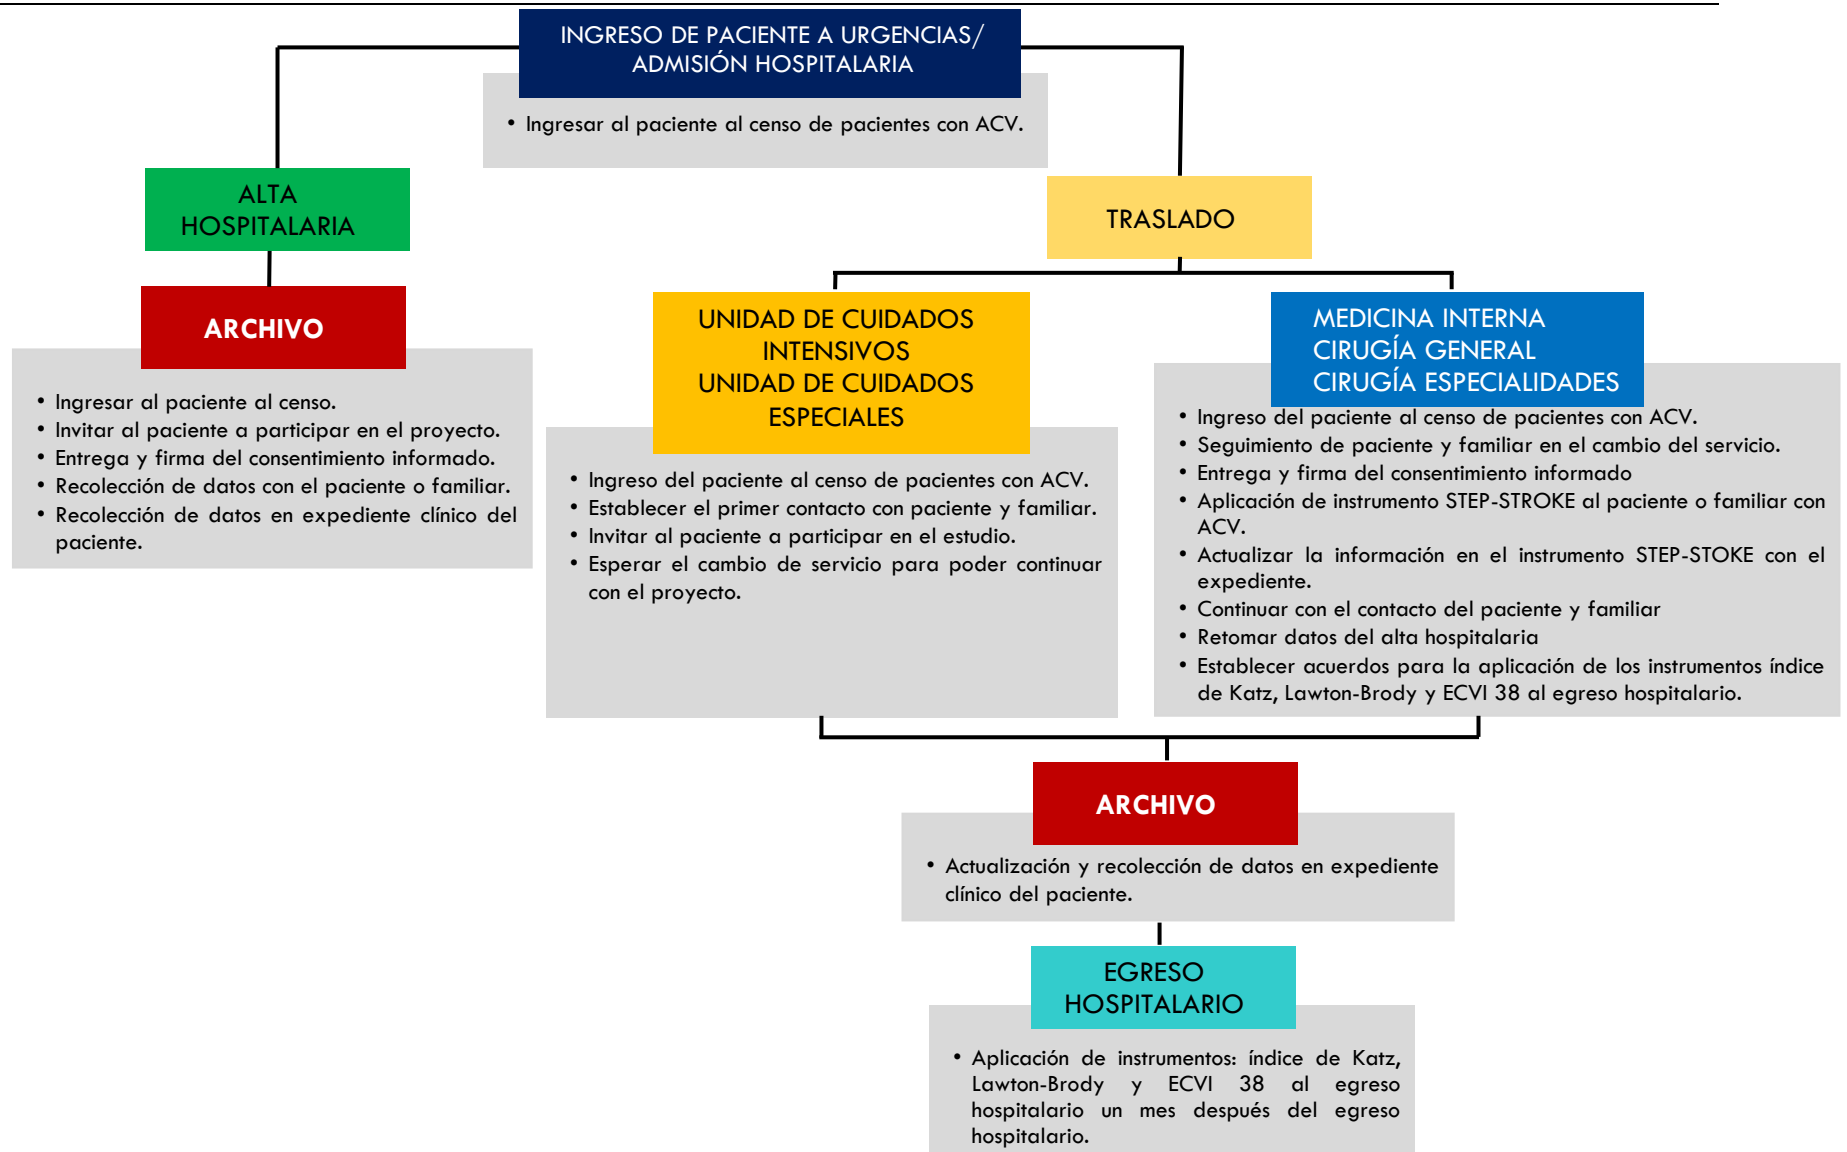 INGRESO DE PACIENTE A URGENCIAS/
ADMISIÓN HOSPITALARIA
• Ingresar al paciente al censo de pacientes con ACV.
ALTA
HOSPITALARIA
TRASLADO
ARCHIVO
• Ingresar al paciente al censo.
• Invitar al paciente a participar en el proyecto.
• Entrega y firma del consentimiento informado.
• Recolección de datos con el paciente o familiar.
• Recolección de datos en expediente clínico del
paciente.
UNIDAD DE CUIDADOS
INTENSIVOS
UNIDAD DE CUIDADOS
ESPECIALES
• Ingreso del paciente al censo de pacientes con ACV.
• Establecer el primer contacto con paciente y familiar.
• Invitar al paciente a participar en el estudio.
• Esperar el cambio de servicio para poder continuar
con el proyecto.
MEDICINA INTERNA
CIRUGÍA GENERAL
CIRUGÍA ESPECIALIDADES
• Ingreso del paciente al censo de pacientes con ACV.
• Seguimiento de paciente y familiar en el cambio del servicio.
• Entrega y firma del consentimiento informado
• Aplicación de instrumento STEP-STROKE al paciente o familiar con
ACV.
• Actualizar la información en el instrumento STEP-STOKE con el
expediente.
• Continuar con el contacto del paciente y familiar
• Retomar datos del alta hospitalaria
• Establecer acuerdos para la aplicación de los instrumentos índice
de Katz, Lawton-Brody y ECVI 38 al egreso hospitalario.
ARCHIVO
• Actualización y recolección de datos en expediente
clínico del paciente.
EGRESO
HOSPITALARIO
• Aplicación de instrumentos: índice de Katz,
Lawton-Brody y ECVI 38 al egreso
hospitalario un mes después del egreso
hospitalario.